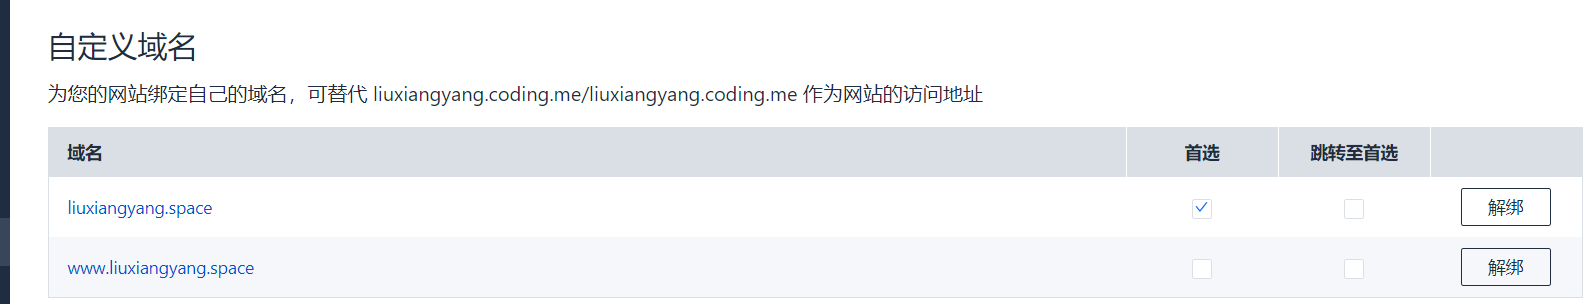 自定义域名
为您的网站绑定自己的域名，可替代 liuxiangyang.coding.me/liuxiangyang.coding.me 作为网站的访问地址
域名 首选 跳转至首选
liuxiangyang.space 解绑
www.liuxiangyang.space 解绑